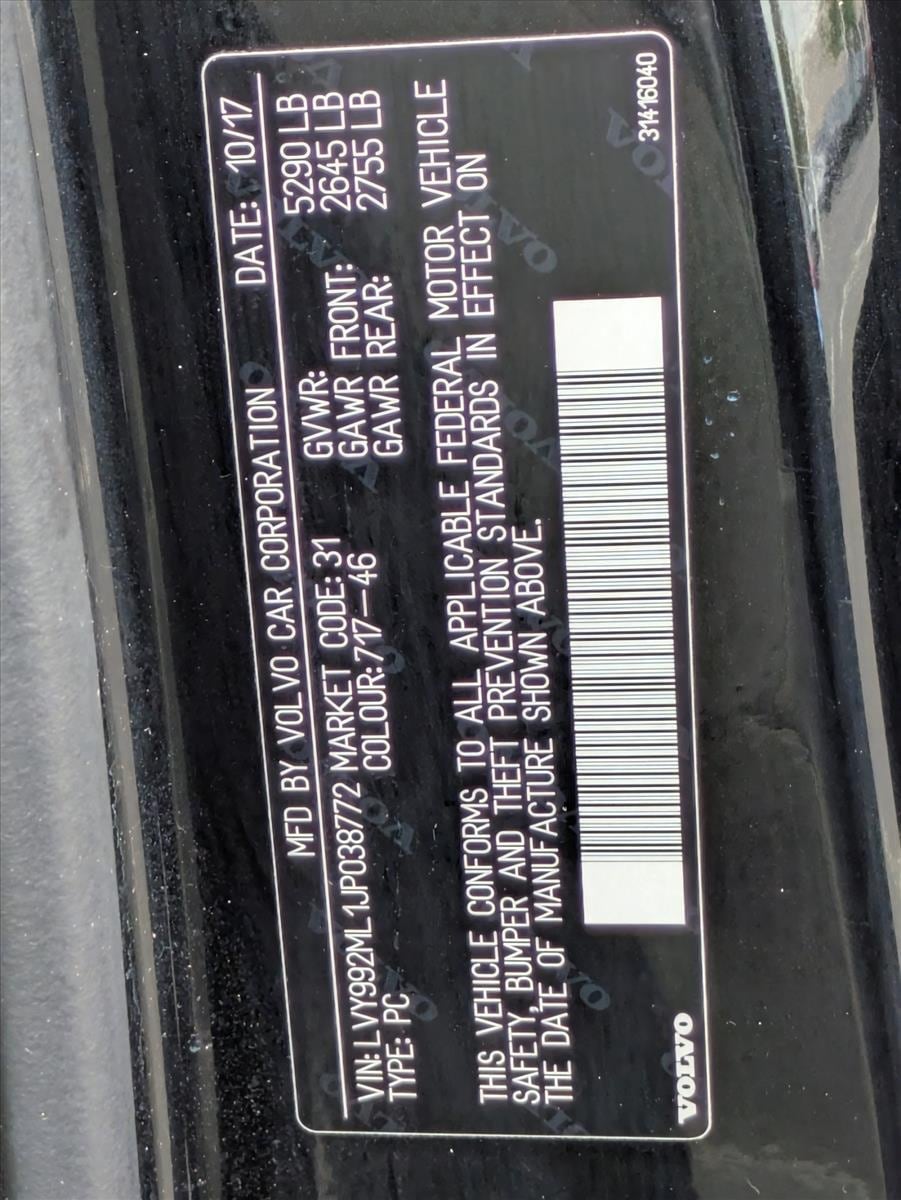 MFD BY VOLVO CAR CORPORATION DATE: 10/17
VIN: LVY992ML1JP038772 MARKET CODE: 31 GVWR: 5290 LB
TYPE: PC COLOUR: 717-46 GAWR FRONT: 2645 LB
GAWR REAR: 2755 LB
THIS VEHICLE CONFORMS TO ALL APPLICABLE FEDERAL MOTOR VEHICLE
SAFETY, BUMPER AND THEFT PREVENTION STANDARDS IN EFFECT ON
THE DATE OF MANUFACTURE SHOWN ABOVE.
VOLVO 31416040